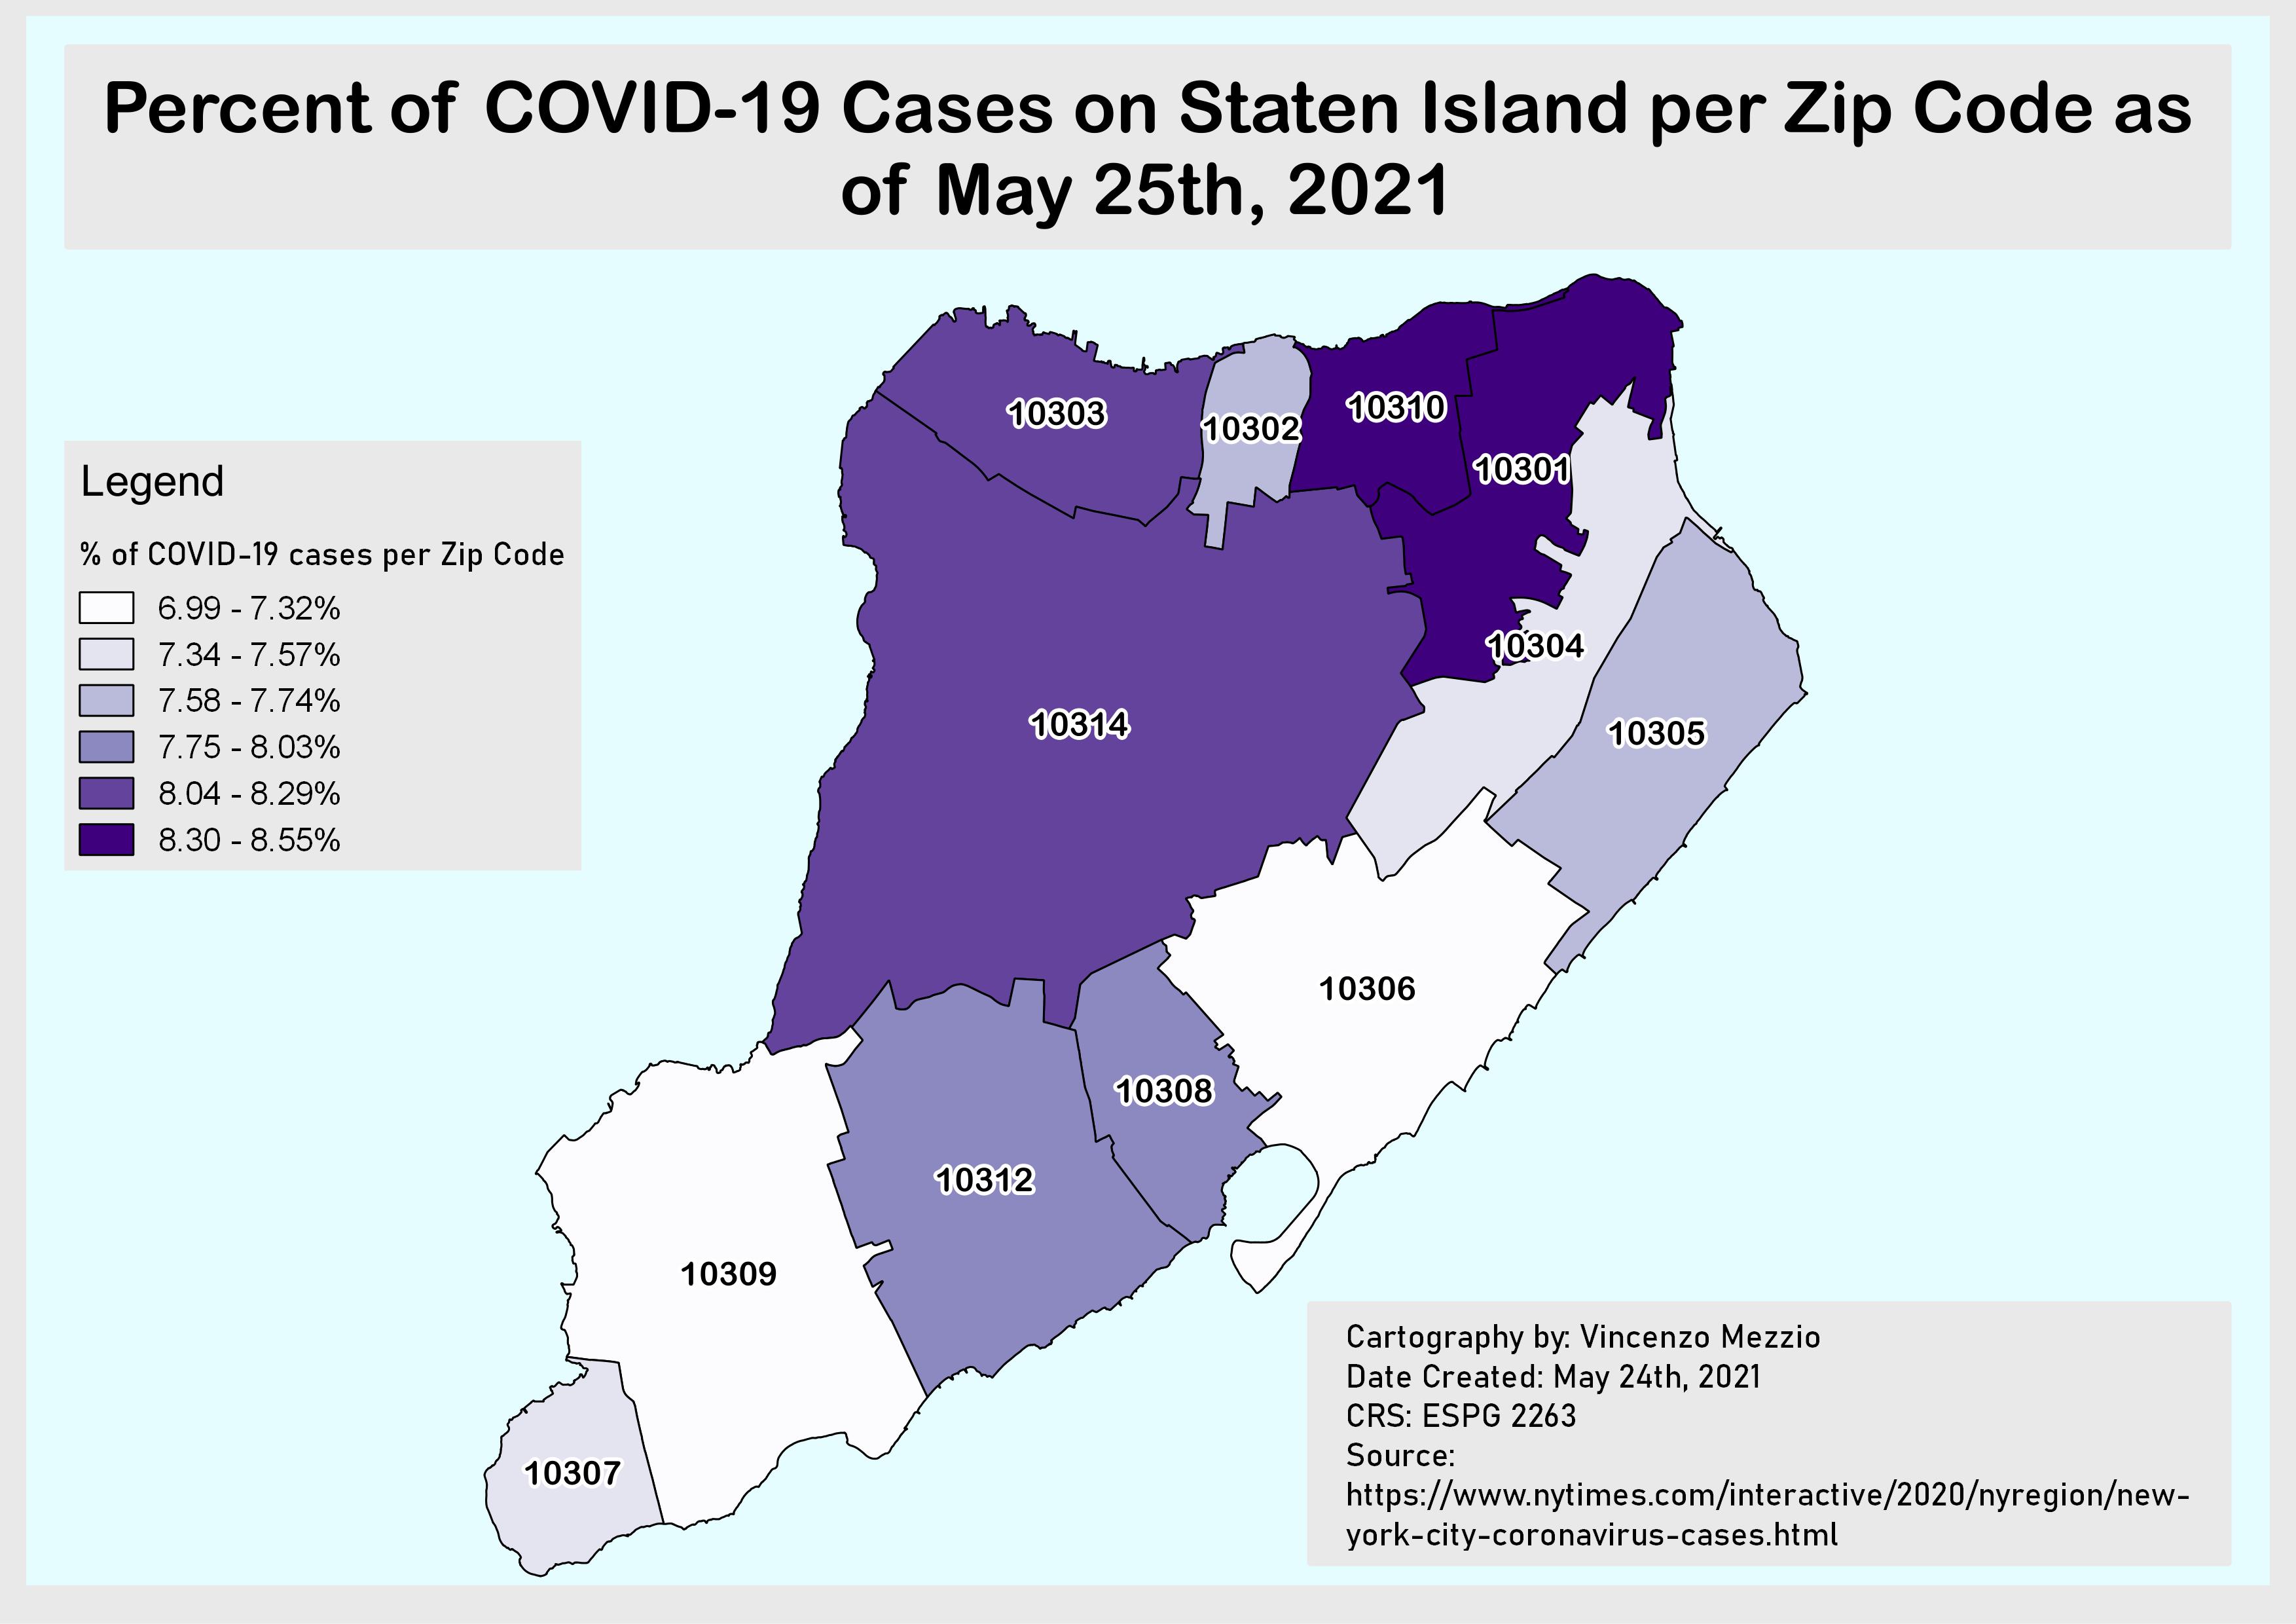 Percent of COVID-19 Cases on Staten Island per Zip Code as
of May 25th, 2021
10303
10302
10310
10301
10304
10314
10305
10306
10308
10312
10309
10307
Legend
% of COVID-19 cases per Zip Code
6.99 - 7.32%
7.34 - 7.57%
7.58 - 7.74%
7.75 - 8.03%
8.04 - 8.29%
8.30 - 8.55%
Cartography by: Vincenzo Mezzio
Date Created: May 24th, 2021
CRS: ESPG 2263
Source:
https://www.nytimes.com/interactive/2020/nyregion/new-
york-city-coronavirus-cases.html